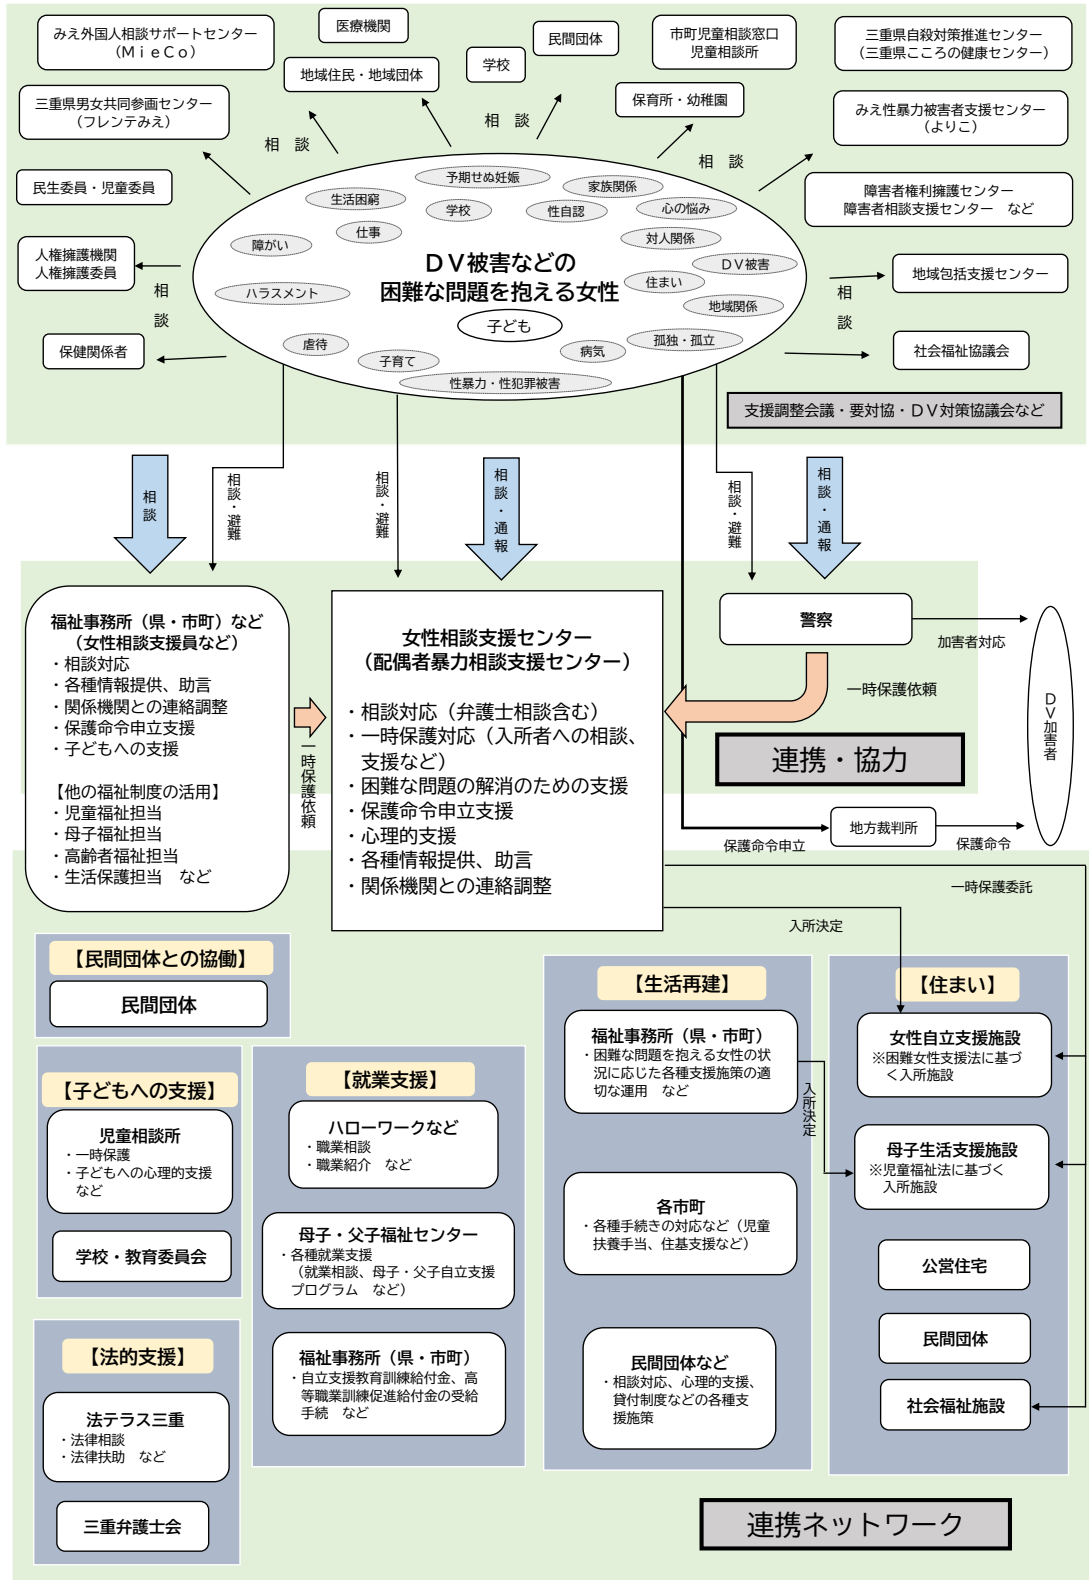 みえ外国人相談サポートセンター
（ＭｉｅＣｏ）
医療機関
地域住民・地域団体
学校
民間団体
市町児童相談窓口
児童相談所
三重県自殺対策推進センター
（三重県こころの健康センター）
三重県男女共同参画センター
（フレンテみえ）
保育所・幼稚園
みえ性暴力被害者支援センター
（よりこ）
相　談
相　談
相　談
民生委員・児童委員
障害者権利擁護センター
障害者相談支援センター　など
人権擁護機関
人権擁護委員
相談
保健関係者
地域包括支援センター
相談
社会福祉協議会
予期せぬ妊娠
家族関係
生活困窮
学校
性自認
心の悩み
仕事
対人関係
障がい
ＤＶ被害
ＤＶ被害などの
困難な問題を抱える女性
住まい
ハラスメント
地域関係
子ども
虐待
子育て
病気
孤独・孤立
性暴力・性犯罪被害
支援調整会議・要対協・ＤＶ対策協議会など
相談
相談・避難
相談・避難
相談・通報
相談・避難
相談・通報
福祉事務所（県・市町）など
（女性相談支援員など）
・相談対応
・各種情報提供、助言
・関係機関との連絡調整
・保護命令申立支援
・子どもへの支援
【他の福祉制度の活用】
・児童福祉担当
・母子福祉担当
・高齢者福祉担当
・生活保護担当　など
一時保護依頼
女性相談支援センター
（配偶者暴力相談支援センター）
・相談対応（弁護士相談含む）
・一時保護対応（入所者への相談、
支援など）
・困難な問題の解消のための支援
・保護命令申立支援
・心理的支援
・各種情報提供、助言
・関係機関との連絡調整
警察
加害者対応
一時保護依頼
ＤＶ加害者
連携・協力
地方裁判所
保護命令申立
保護命令
一時保護委託
入所決定
【民間団体との協働】
民間団体
【子どもへの支援】
児童相談所
・一時保護
・子どもへの心理的支援
など
学校・教育委員会
【法的支援】
法テラス三重
・法律相談
・法律扶助　など
三重弁護士会
【就業支援】
ハローワークなど
・職業相談
・職業紹介　など
母子・父子福祉センター
・各種就業支援
（就業相談、母子・父子自立支援
プログラム　など）
福祉事務所（県・市町）
・自立支援教育訓練給付金、高
等職業訓練促進給付金の受給
手続　など
【生活再建】
福祉事務所（県・市町）
・困難な問題を抱える女性の状
況に応じた各種支援施策の適
切な運用　など
入所決定
各市町
・各種手続きの対応など（児童
扶養手当、住基支援など）
民間団体など
・相談対応、心理的支援、
貸付制度などの各種支
援施策
【住まい】
女性自立支援施設
※困難女性支援法に基づ
く入所施設
母子生活支援施設
※児童福祉法に基づく
入所施設
公営住宅
民間団体
社会福祉施設
連携ネットワーク